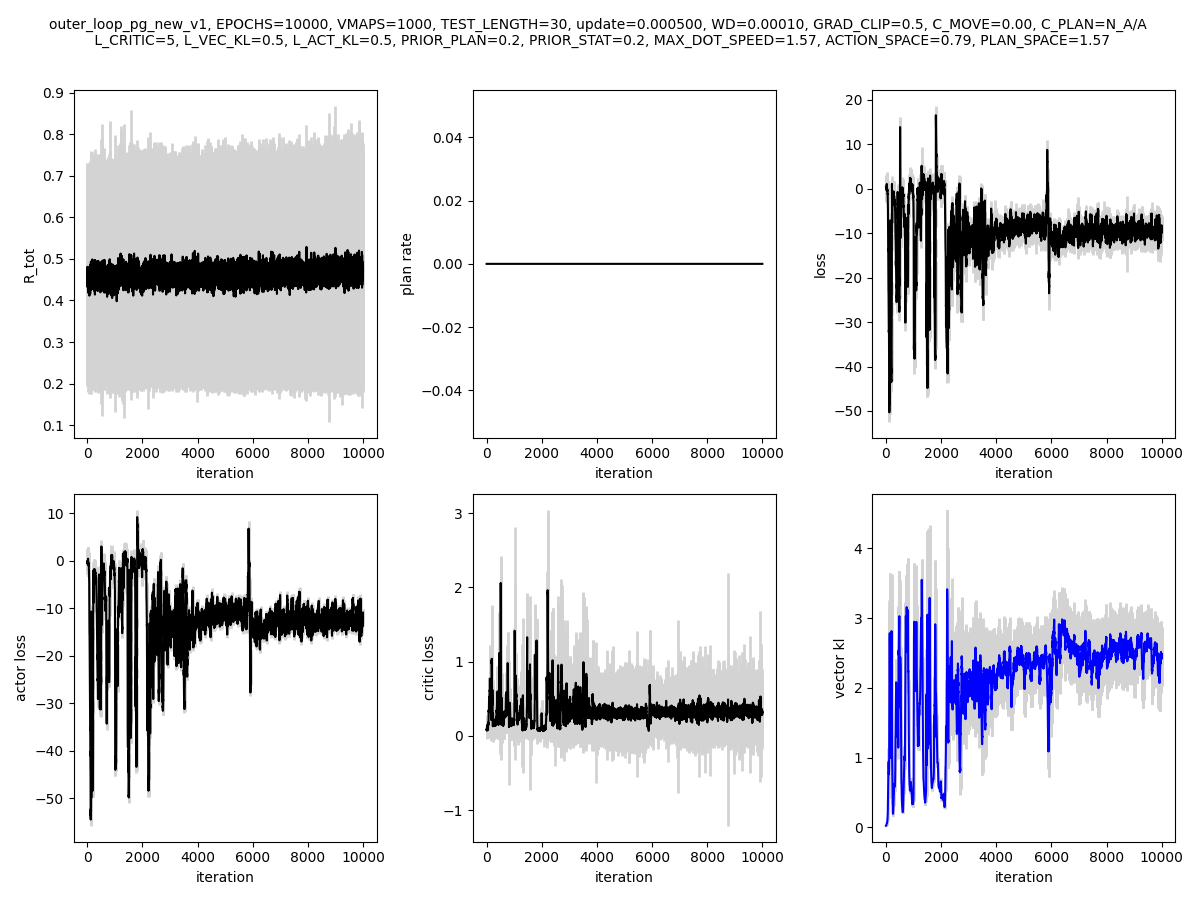 outer_loop_pg_new_v1, EPOCHS=10000, VMAPS=1000, TEST_LENGTH=30, update=0.000500, WD=0.00010, GRAD_CLIP=0.5, C_MOVE=0.00, C_PLAN=N_A/A
L_CRITIC=5, L_VEC_KL=0.5, L_ACT_KL=0.5, PRIOR_PLAN=0.2, PRIOR_STAT=0.2, MAX_DOT_SPEED=1.57, ACTION_SPACE=0.79, PLAN_SPACE=1.57
R_tot
0.9
0.8
0.7
0.6
0.5
0.4
0.3
0.2
0.1
0 2000 4000 6000 8000 10000
iteration
plan rate
0.04
0.02
0.00
−0.02
−0.04
0 2000 4000 6000 8000 10000
iteration
loss
20
10
0
−10
−20
−30
−40
−50
0 2000 4000 6000 8000 10000
iteration
actor loss
10
0
−10
−20
−30
−40
−50
0 2000 4000 6000 8000 10000
iteration
critic loss
3
2
1
0
−1
0 2000 4000 6000 8000 10000
iteration
vector kl
4
3
2
1
0
0 2000 4000 6000 8000 10000
iteration